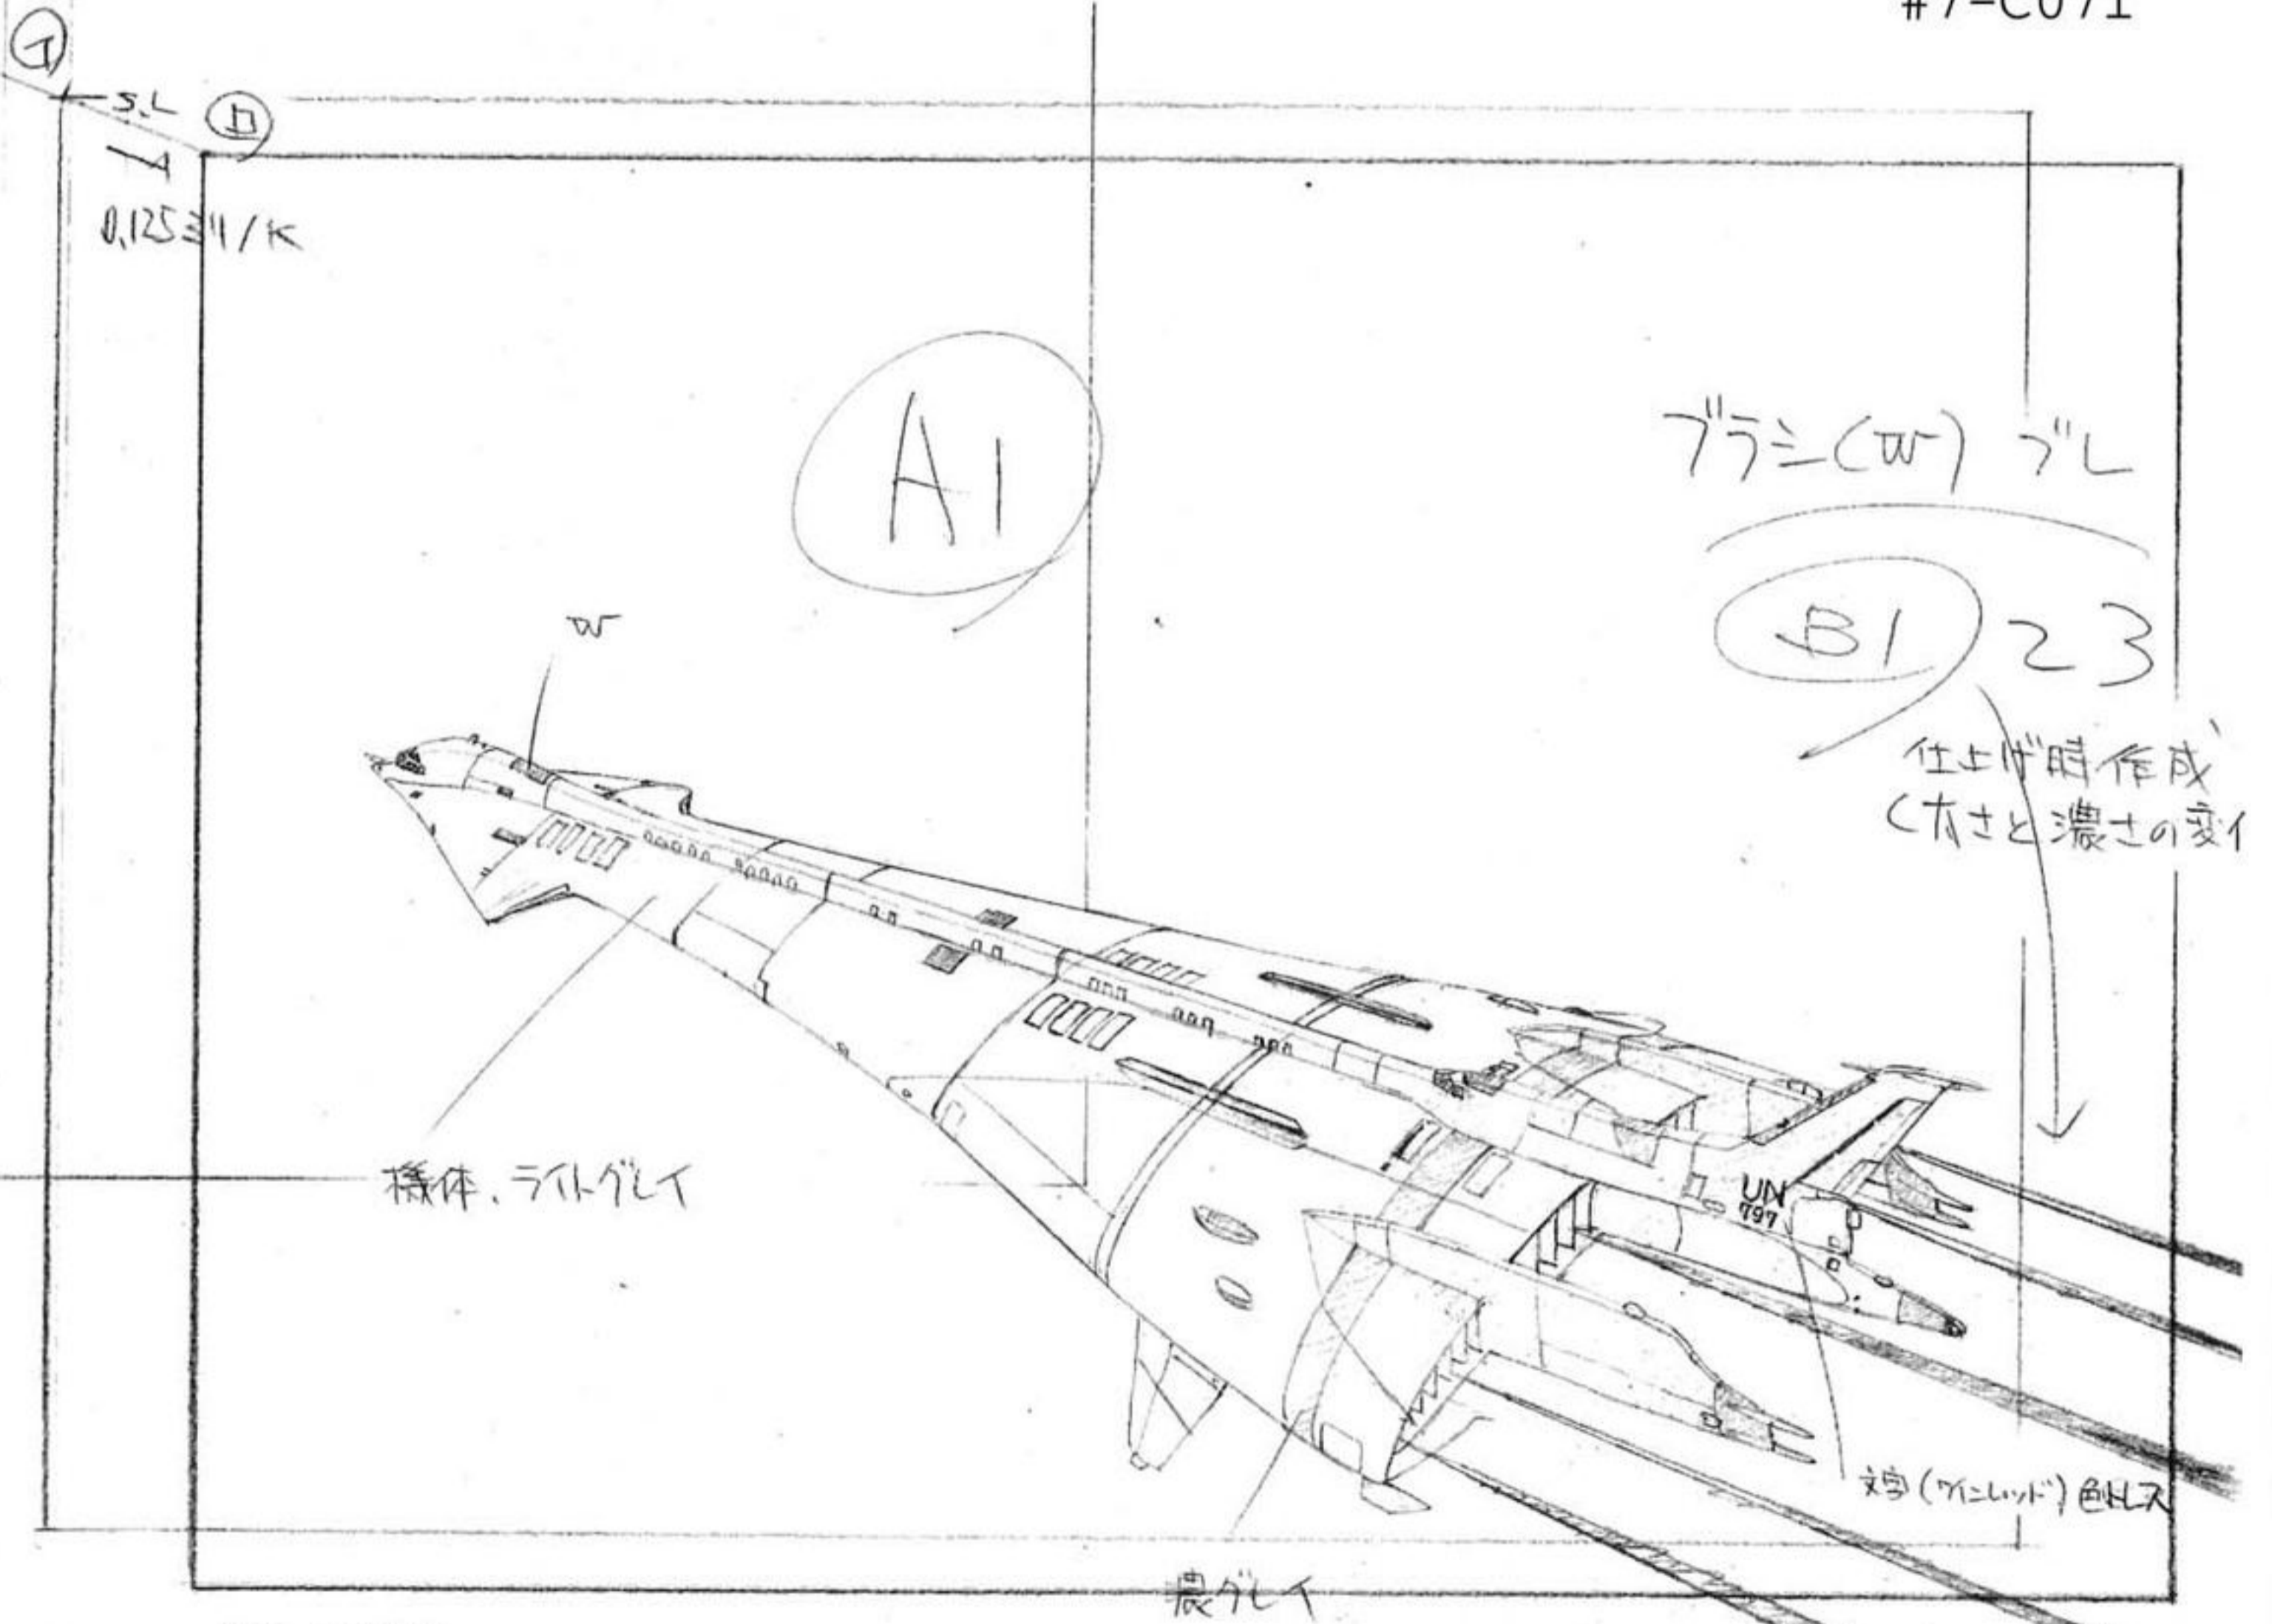 #7-C071
イ
S.L
ロ
0.125ミリ/K
A1
ブラシ(W) ブレ
B1 2 3
仕上げ時作成
(太さと濃さの変化
W
機体、ライトグレイ
UN
797
文字(ワインレッド)色トレス
濃グレイ